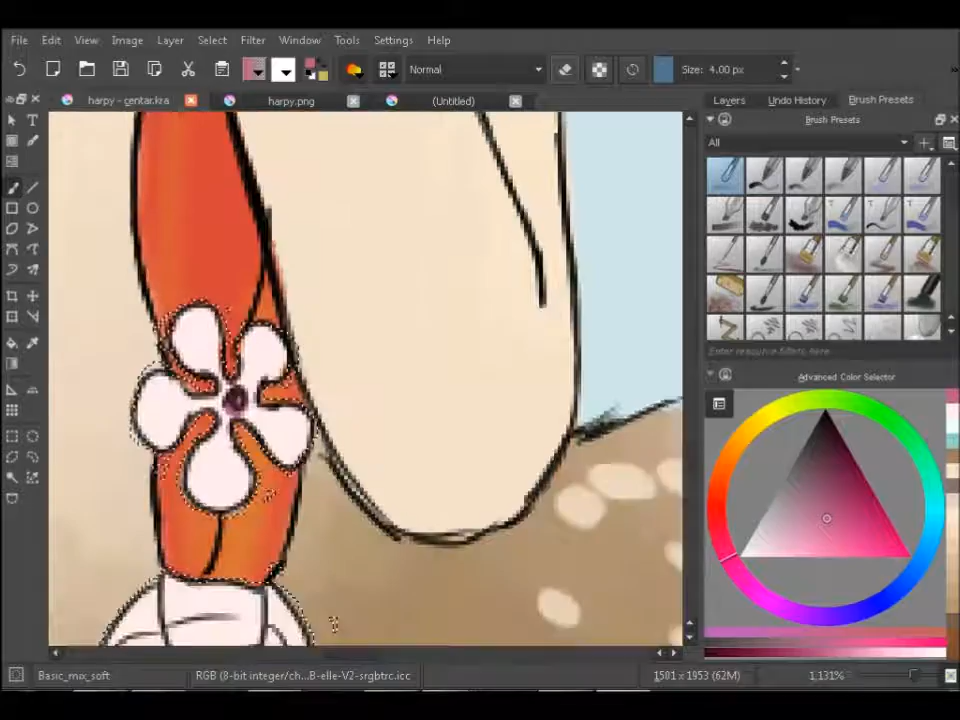 File Edit View Image Layer Select Filter Window Tools Settings Help
Normal Size: 4.00 px
harpy - centar.kra harpy.png (Untitled) Layers Undo History Brush Presets
Brush Presets
All
Enter resource filters here
Advanced Color Selector
Basic_mix_soft RGB (8-bit integer/ch...B-elle-V2-srgbtrc.icc 1501 x 1953 (62M) 1,131%